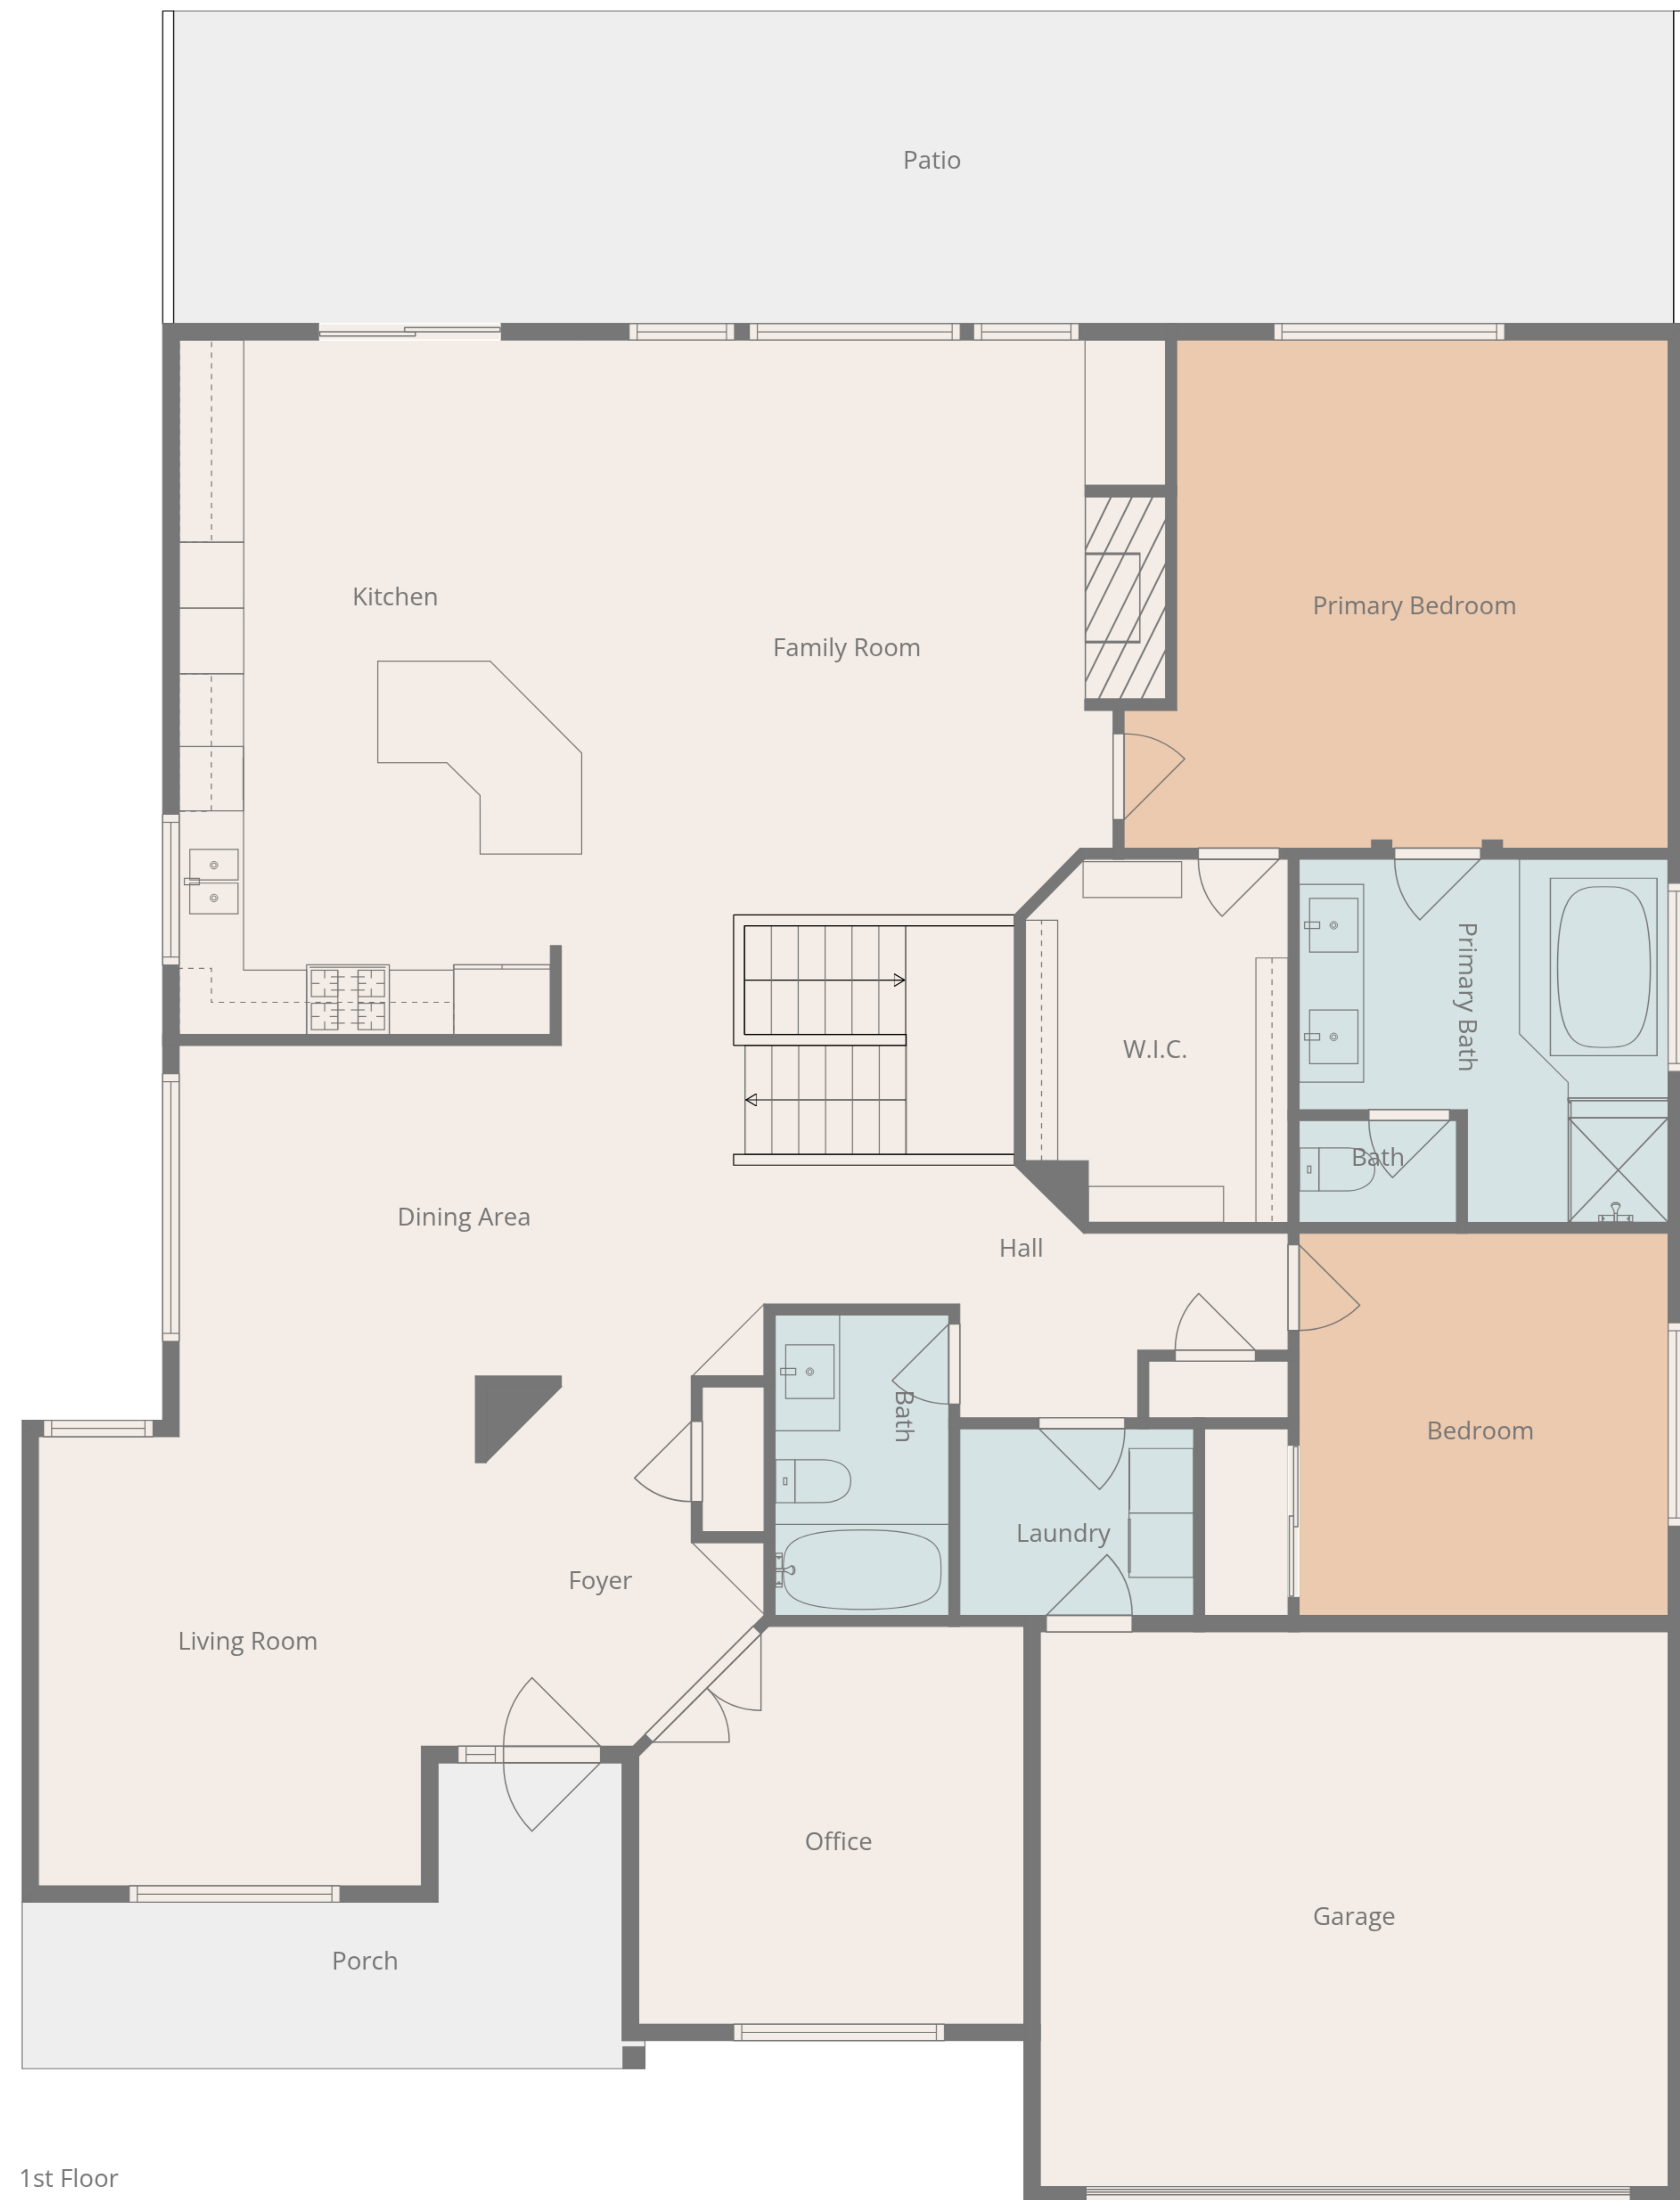 Patio
Kitchen
Primary Bedroom
Family Room
Primary Bath
W.I.C.
Bath
Dining Area
Hall
Bath
Bedroom
Laundry
Foyer
Living Room
Office
Garage
Porch
1st Floor